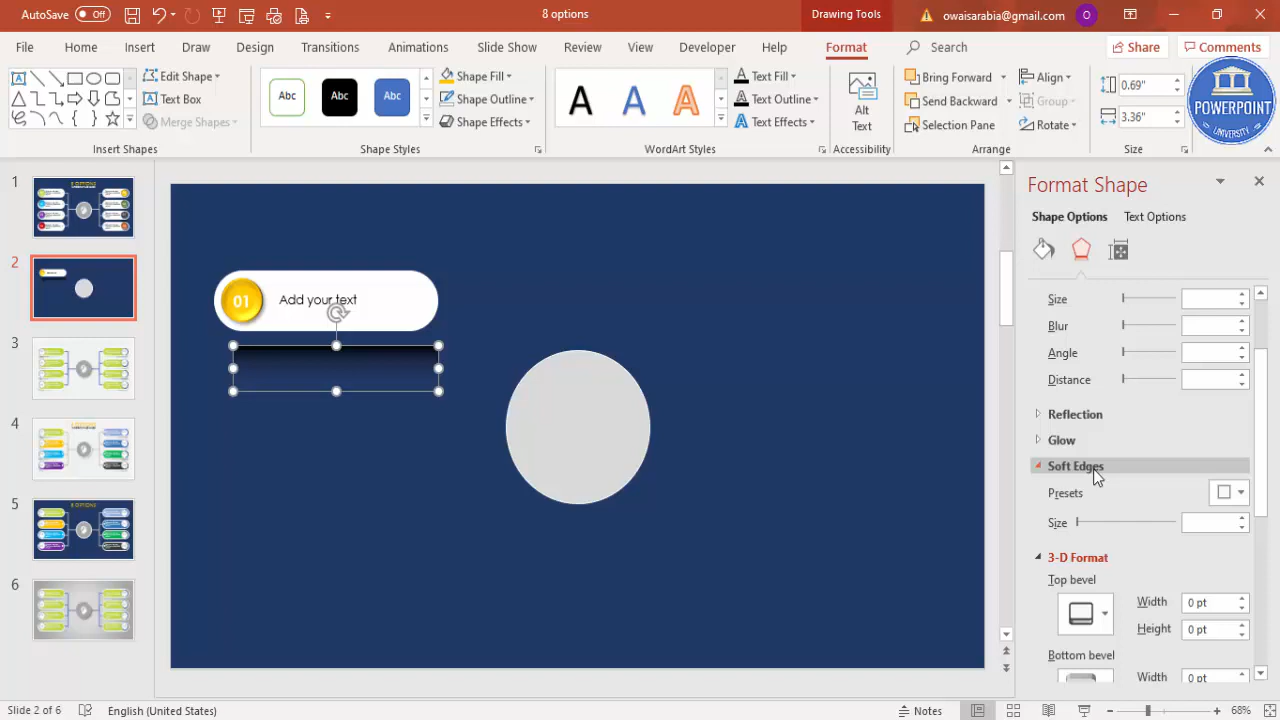 AutoSave Off 8 options Drawing Tools owaisarabia@gmail.com O
File Home Insert Draw Design Transitions Animations Slide Show Review View Developer Help Format Search Share Comments
Edit Shape
Text Box
Merge Shapes
Insert Shapes
Abc Abc Abc
Shape Fill
Shape Outline
Shape Effects
Shape Styles
A A A
Text Fill
Text Outline
Text Effects
WordArt Styles
Alt
Text
Accessibility
Bring Forward
Send Backward
Selection Pane
Align
Group
Rotate
Arrange
0.69"
3.36"
Size
POWERPOINT
UNIVERSITY
1
2
3
4
5
6
01 Add your text
Format Shape
Shape Options Text Options
Size
Blur
Angle
Distance
Reflection
Glow
Soft Edges
Presets
Size
3-D Format
Top bevel
Width 0 pt
Height 0 pt
Bottom bevel
Width 0 pt
Slide 2 of 6 English (United States) Notes 68%